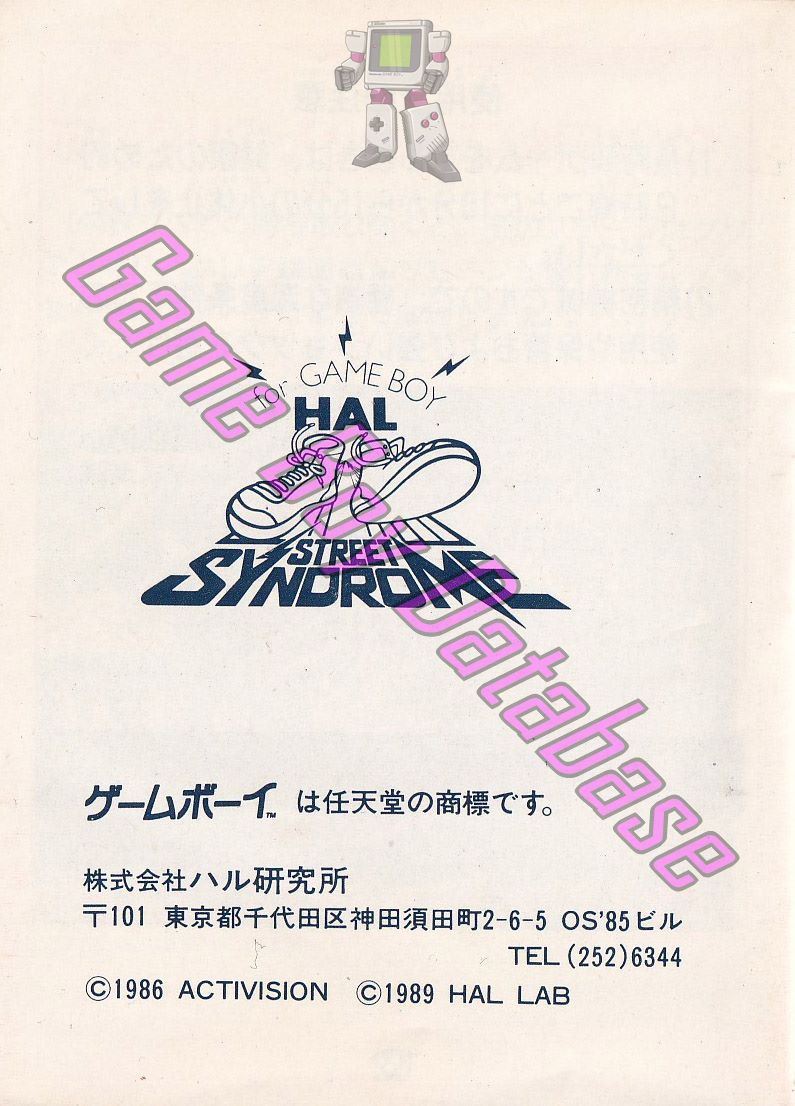 for GAME BOY
HAL
STREET
SYNDROME
Game Boy Database
ゲームボーイ™ は任天堂の商標です。
株式会社ハル研究所
〒101 東京都千代田区神田須田町2-6-5 OS'85ビル
TEL (252)6344
©1986 ACTIVISION ©1989 HAL LAB